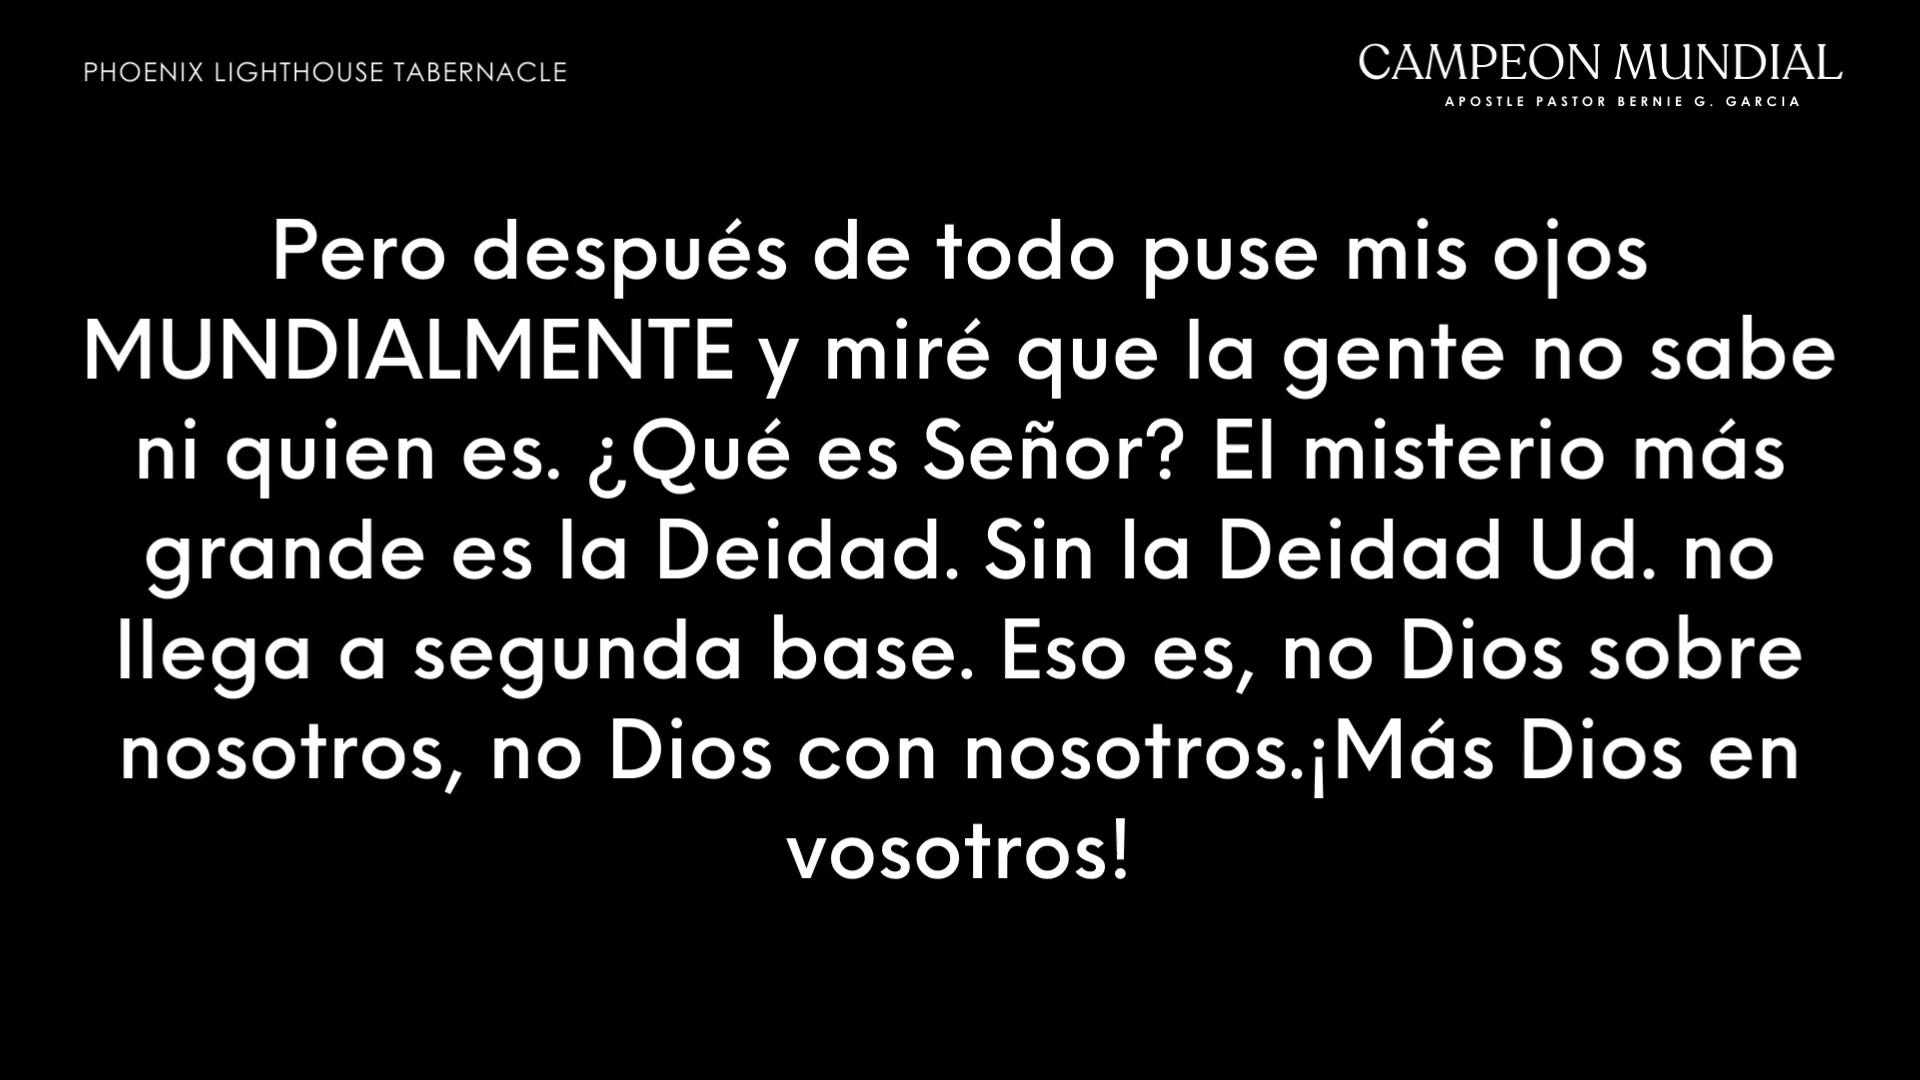 PHOENIX LIGHTHOUSE TABERNACLE
CAMPEON MUNDIAL
APOSTLE PASTOR BERNIE G. GARCIA
Pero después de todo puse mis ojos
MUNDIALMENTE y miré que la gente no sabe
ni quien es. ¿Qué es Señor? El misterio más
grande es la Deidad. Sin la Deidad Ud. no
llega a segunda base. Eso es, no Dios sobre
nosotros, no Dios con nosotros.¡Más Dios en
vosotros!